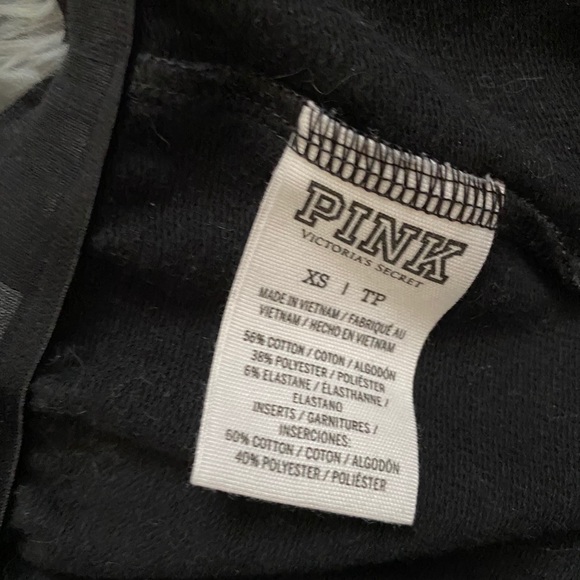 PINK
VICTORIA'S SECRET
XS | TP
MADE IN VIETNAM / FABRIQUÉ AU
VIETNAM / HECHO EN VIETNAM
56% COTTON / COTON / ALGODÓN
38% POLYESTER / POLIÉSTER
6% ELASTANE / ÉLASTHANNE /
ELASTANO
INSERTS / GARNITURES /
INSERCIONES:
60% COTTON / COTON / ALGODÓN
40% POLYESTER / POLIÉSTER